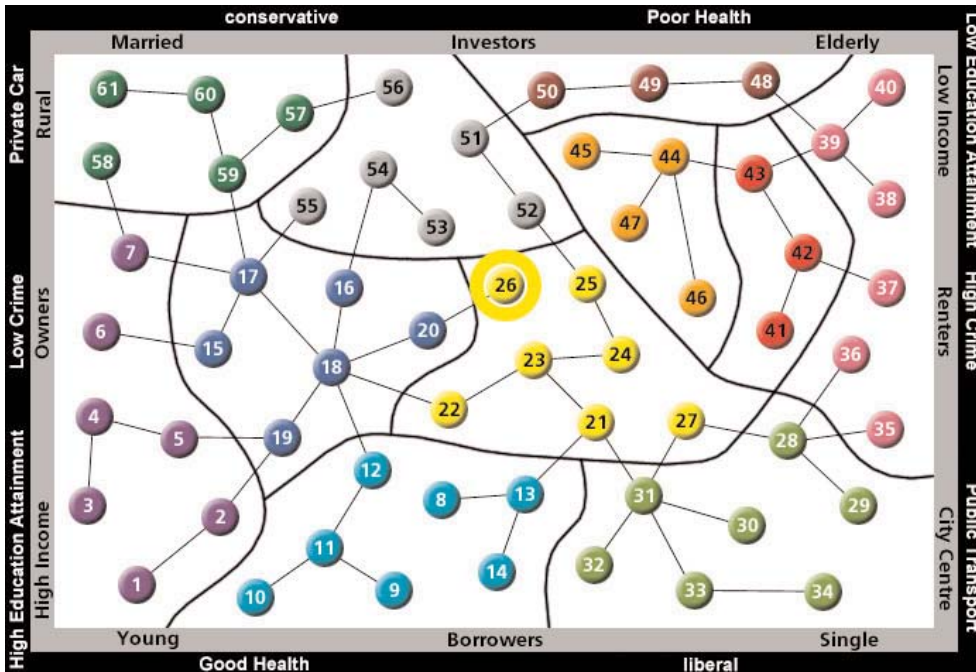 conservative Poor Health
Married Investors Elderly
Private Car
Rural
Low Income
Low Education Attainment
61 60 57 56 50 49 48 40
58 59 54 51 45 44 43 39
55 53 52 47 38
7 17 16 26 25 46 42 37
Low Crime
Owners
Renters
High Crime
6 15 20 18 23 24 41 36
4 5 19 22 21 27 28 35
High Education Attainment
High Income
City Centre
Public Transport
3 2 12 8 13 31 30 29
1 11 10 9 14 32 33 34
Young Borrowers Single
Good Health liberal